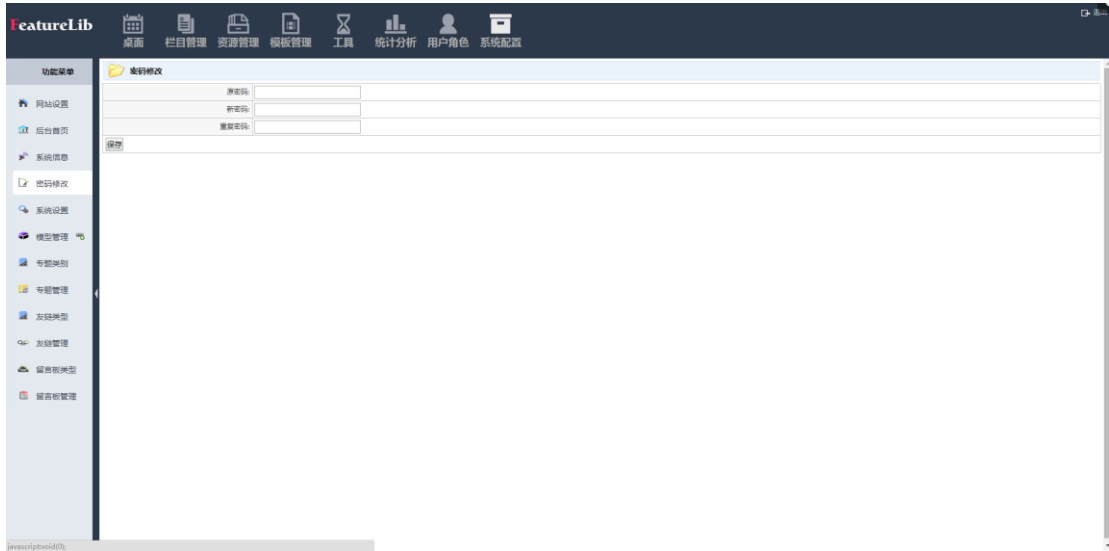 FeatureLib
桌面 栏目管理 资源管理 模板管理 工具 统计分析 用户角色 系统配置
退出
功能菜单
密码修改
网站设置
后台首页
系统信息
密码修改
系统设置
模型管理
专题类别
专题管理
友链类型
友链管理
留言板类型
留言板管理
原密码:
新密码:
重复密码:
保存
javascript:void(0);